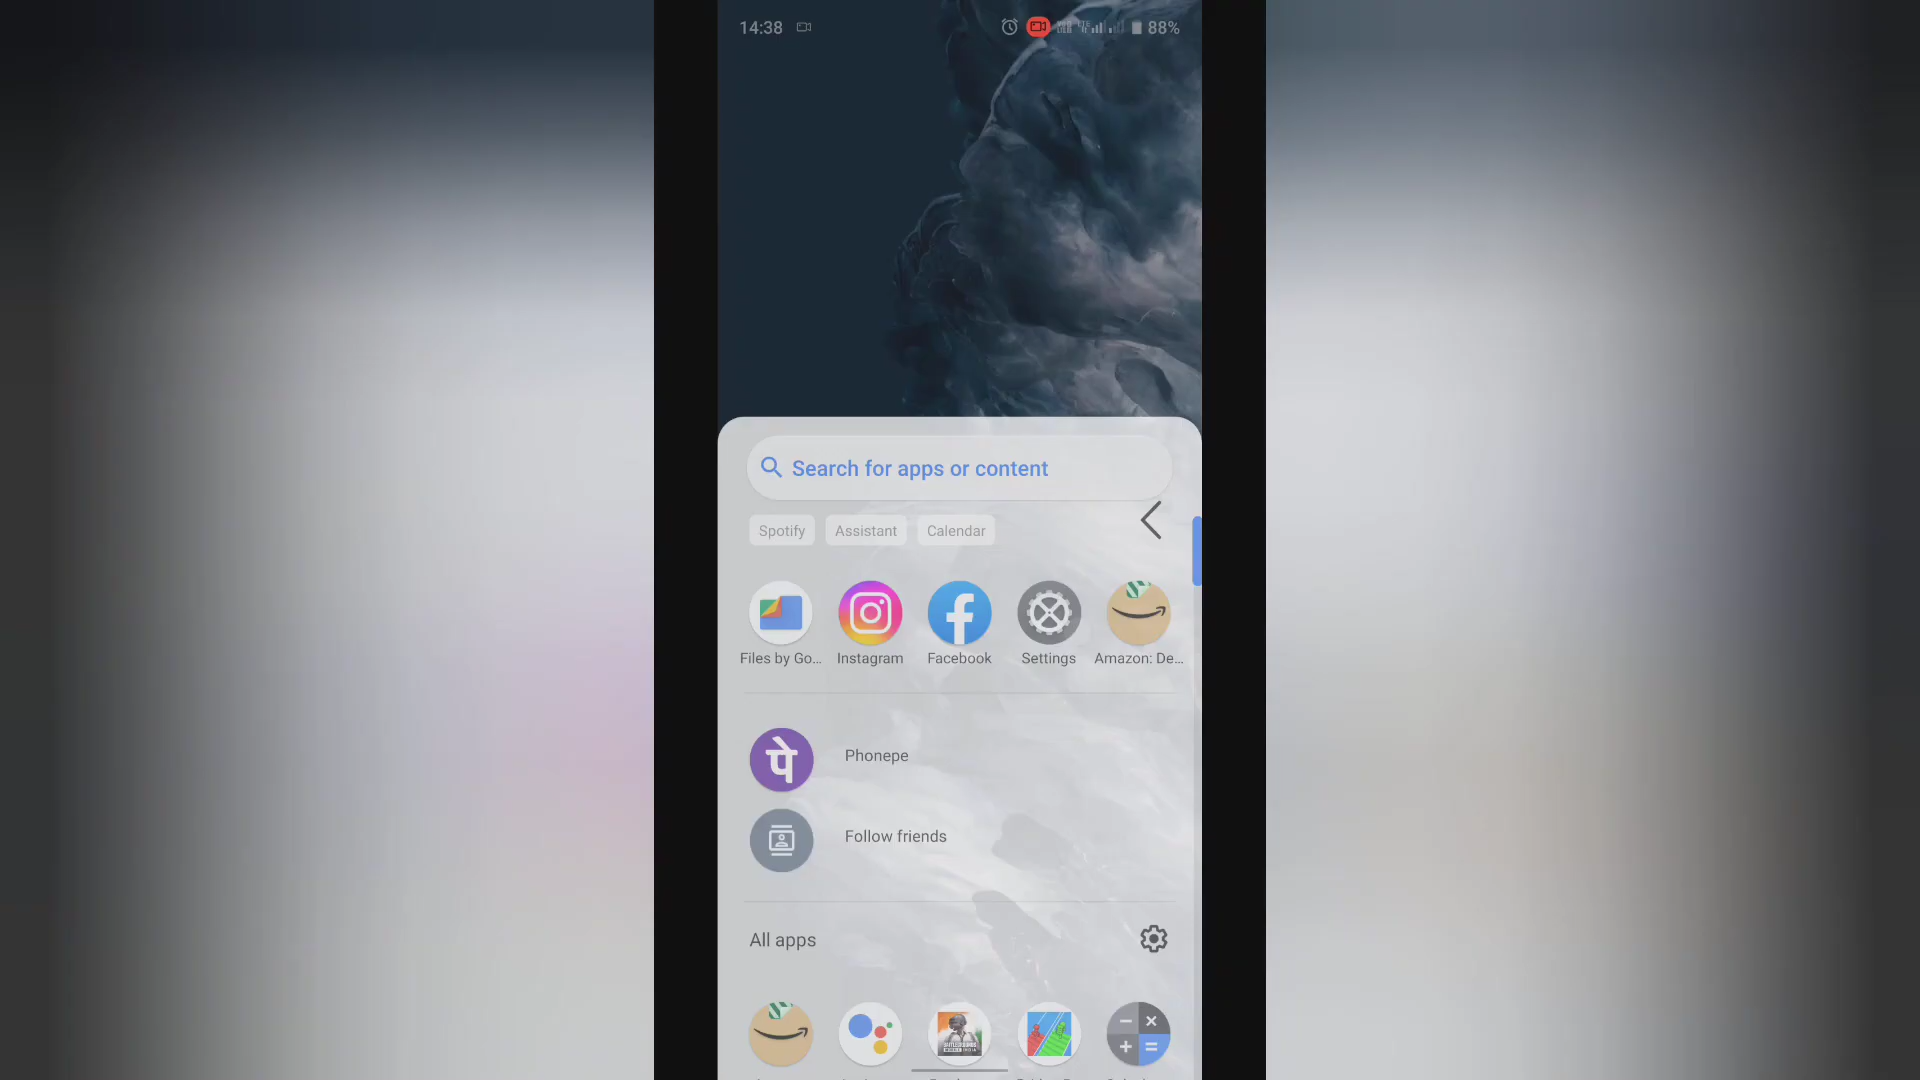 14:38
88%
Search for apps or content
Spotify Assistant Calendar
Files by Go... Instagram Facebook Settings Amazon: De...
पे Phonepe
Follow friends
All apps